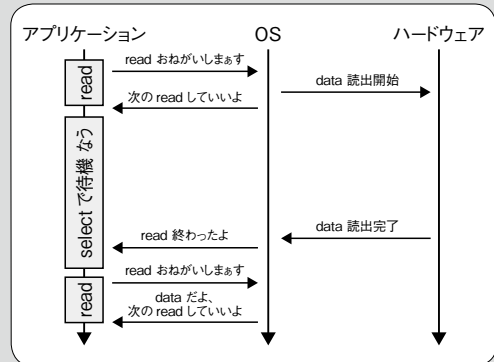 アプリケーション
OS
ハードウェア
read おねがいしまぁす
read
data 読出開始
次の read していいよ
select で待機 なう
data 読出完了
read 終わったよ
read おねがいしまぁす
read
data だよ、
次の read していいよ